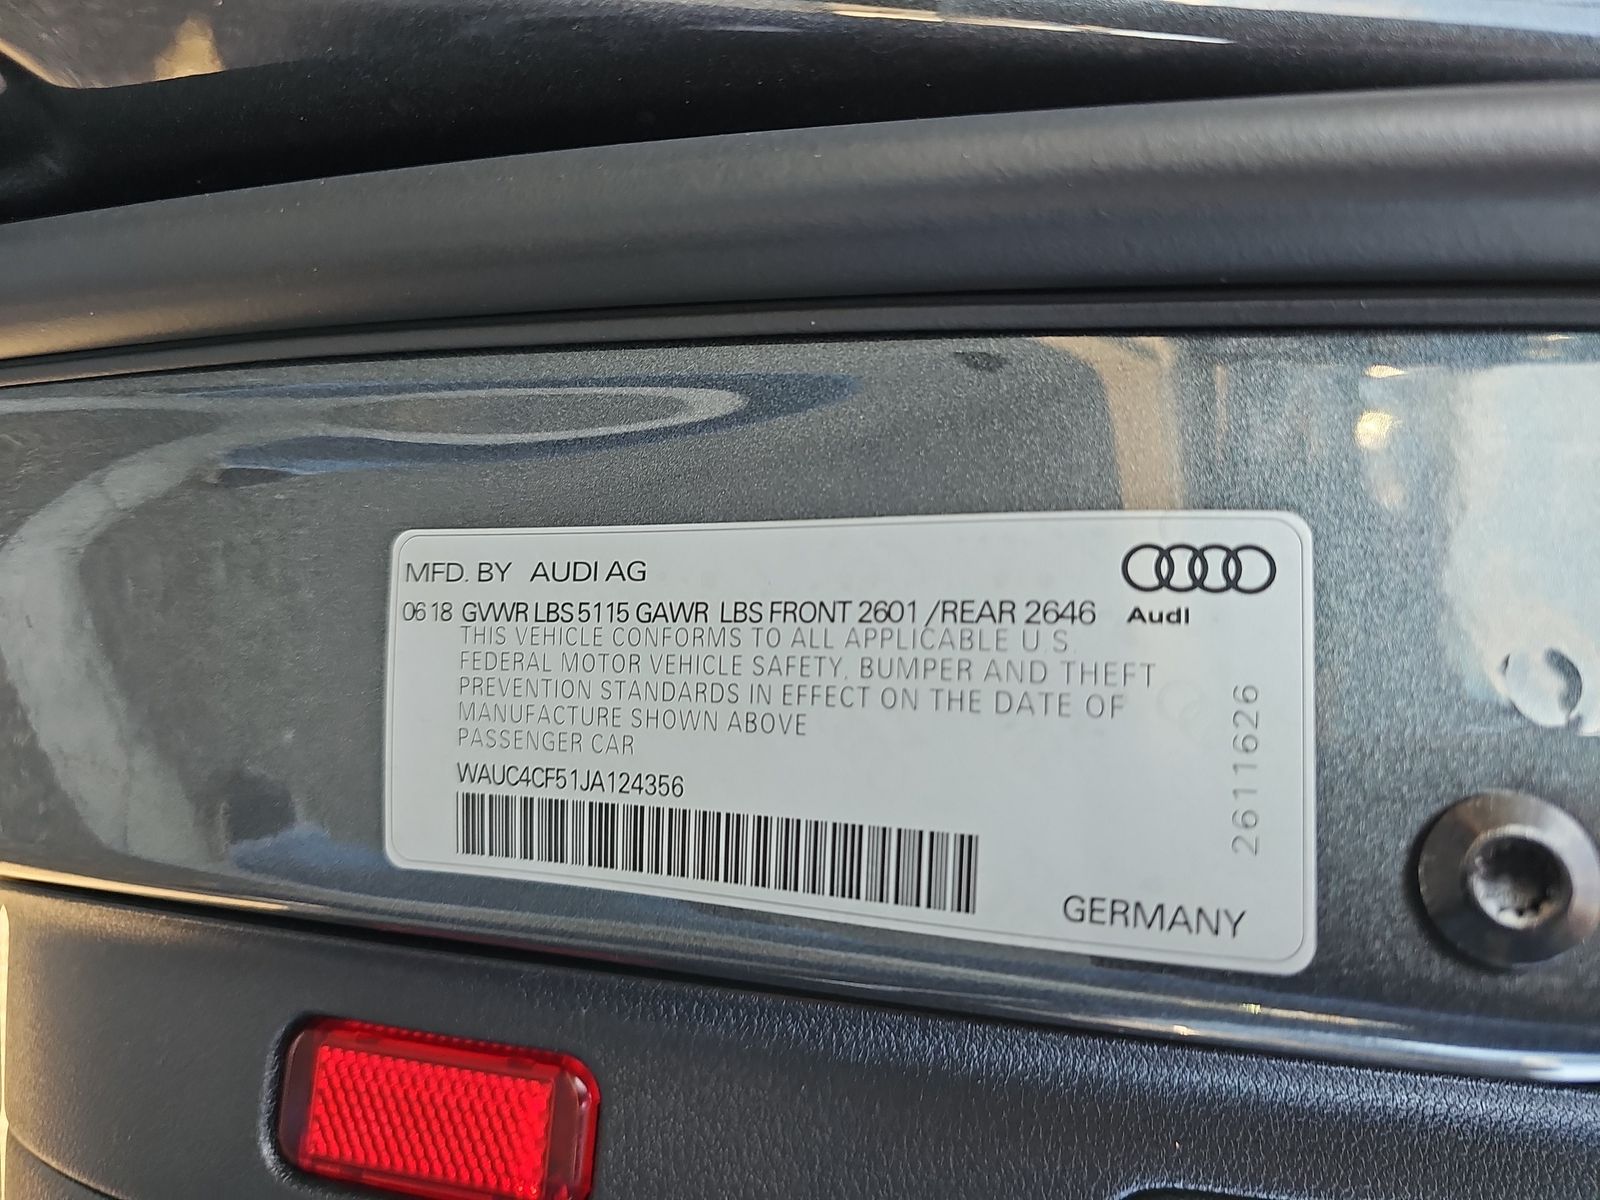 MFD. BY AUDI AG
06 18 GVWR LBS 5115 GAWR LBS FRONT 2601 /REAR 2646
Audi
THIS VEHICLE CONFORMS TO ALL APPLICABLE U.S.
FEDERAL MOTOR VEHICLE SAFETY, BUMPER AND THEFT
PREVENTION STANDARDS IN EFFECT ON THE DATE OF
MANUFACTURE SHOWN ABOVE
PASSENGER CAR
WAUC4CF51JA124356
2611626
GERMANY